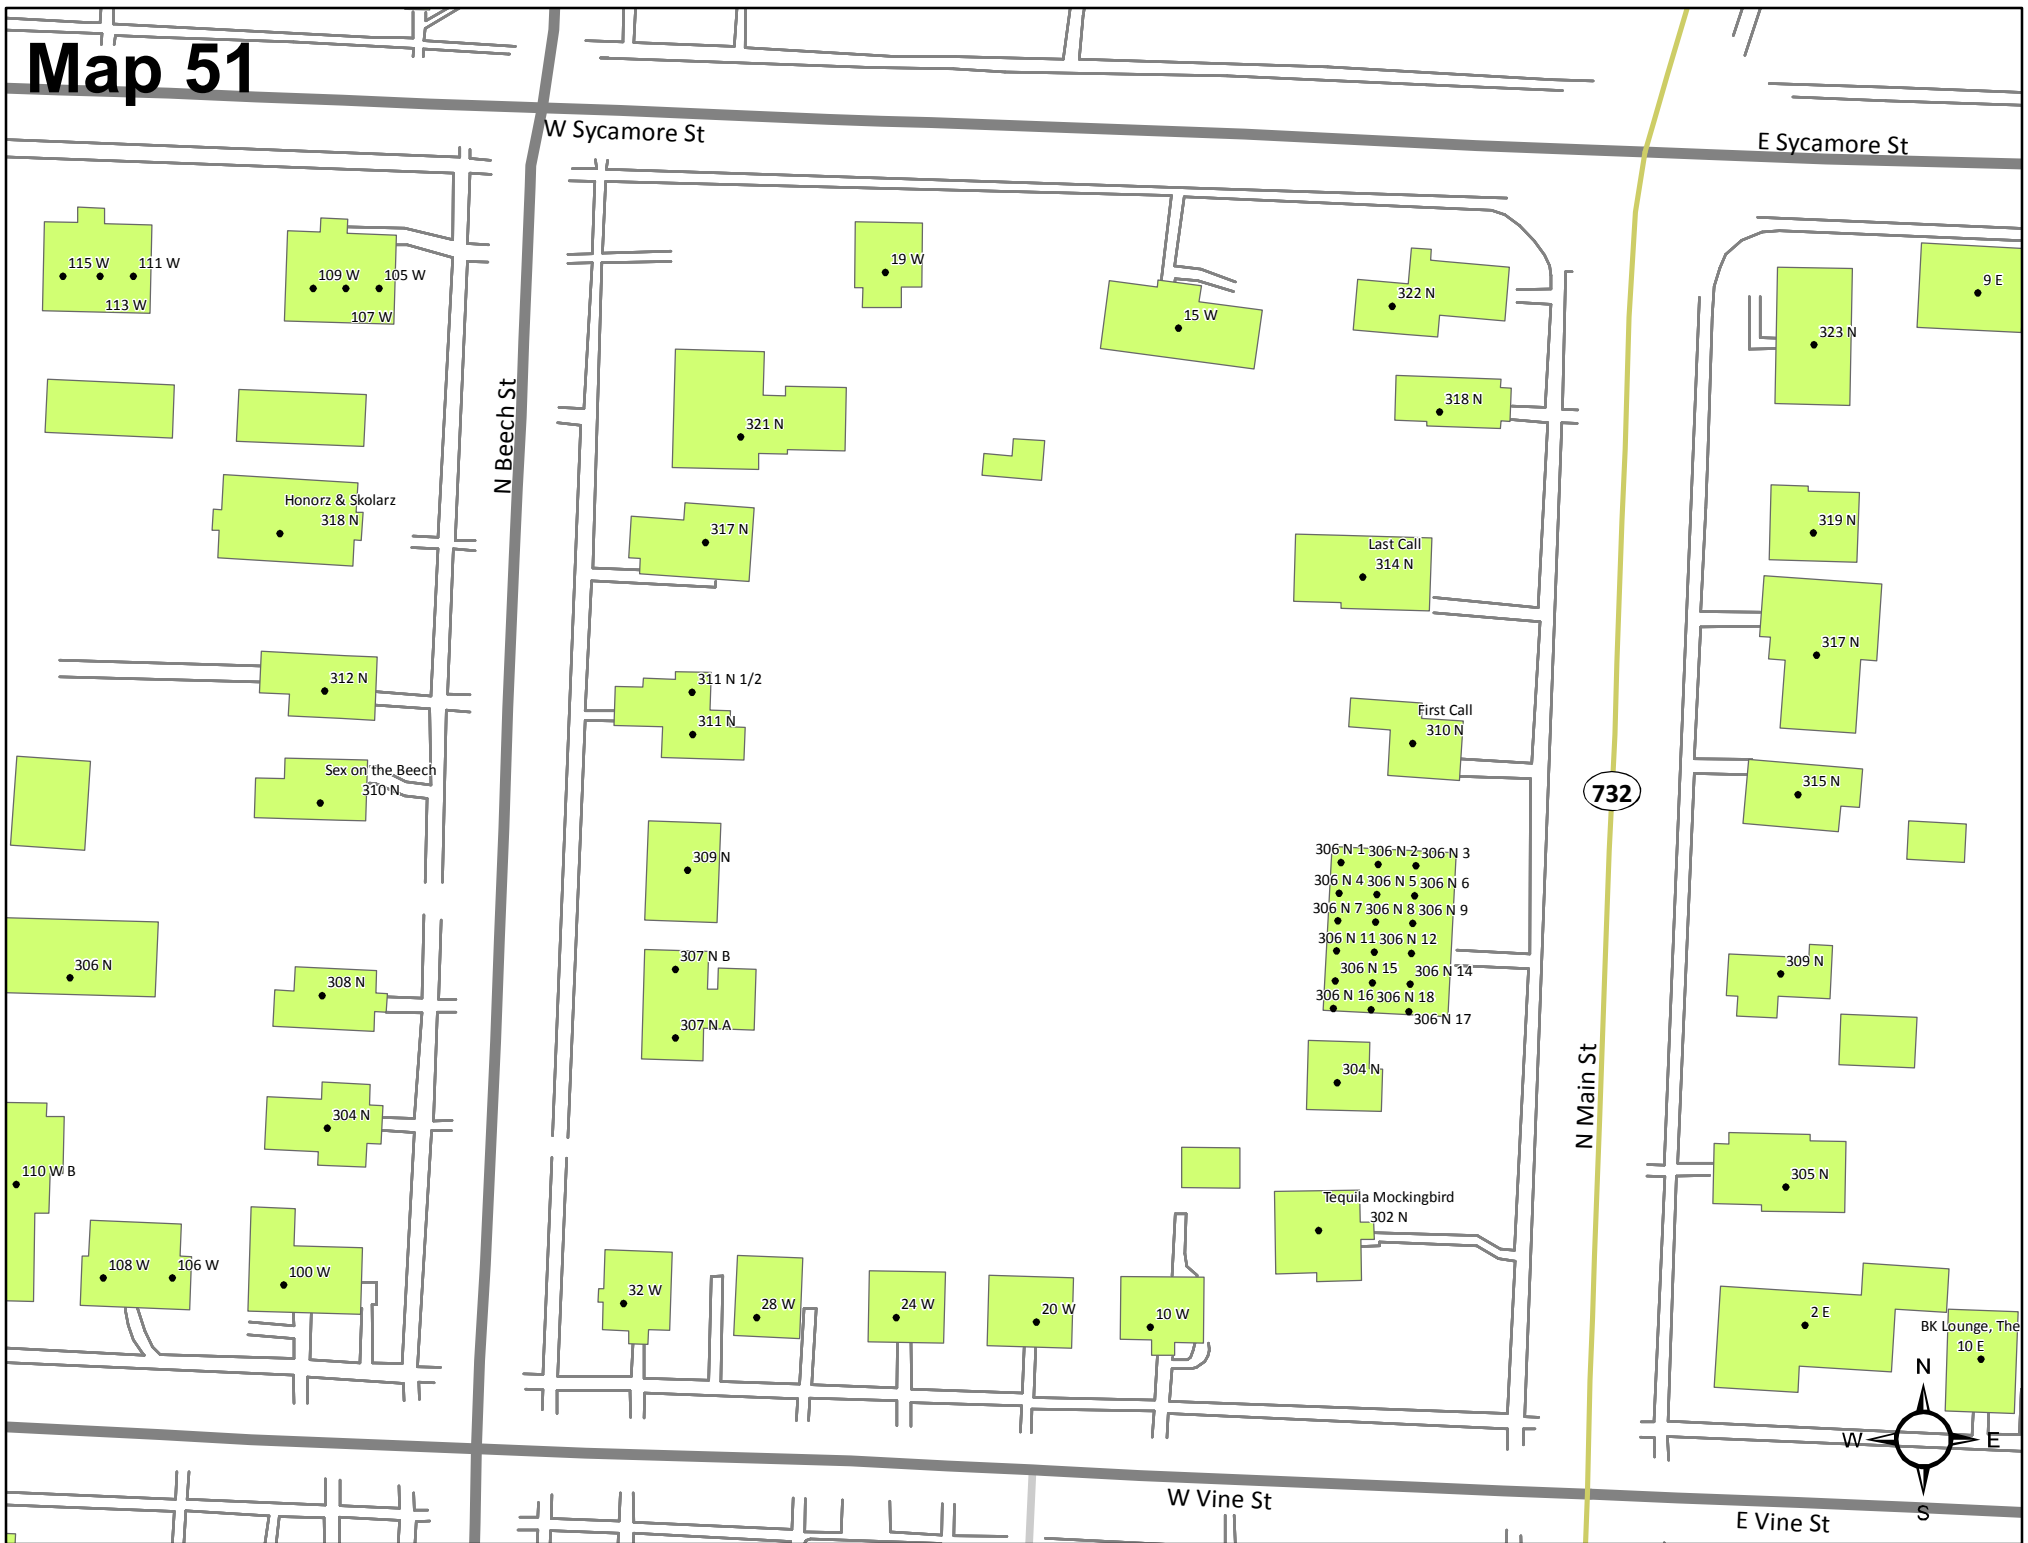 Map 51
W Sycamore St
E Sycamore St
115 W
111 W
113 W
109 W
105 W
107 W
19 W
15 W
322 N
323 N
9 E
318 N
321 N
N Beech St
Honorz & Skolarz
318 N
317 N
319 N
Last Call
314 N
317 N
312 N
311 N 1/2
311 N
First Call
310 N
Sex on the Beech
310 N
732
315 N
309 N
306 N 1
306 N 2
306 N 3
306 N 4
306 N 5
306 N 6
306 N 7
306 N 8
306 N 9
306 N 11
306 N 12
306 N 15
306 N 14
306 N 16
306 N 18
306 N 17
306 N
308 N
307 N B
307 N A
309 N
304 N
304 N
N Main St
110 W B
305 N
Tequila Mockingbird
302 N
108 W
106 W
100 W
32 W
28 W
24 W
20 W
10 W
2 E
BK Lounge, The
10 E
N
W
E
S
W Vine St
E Vine St